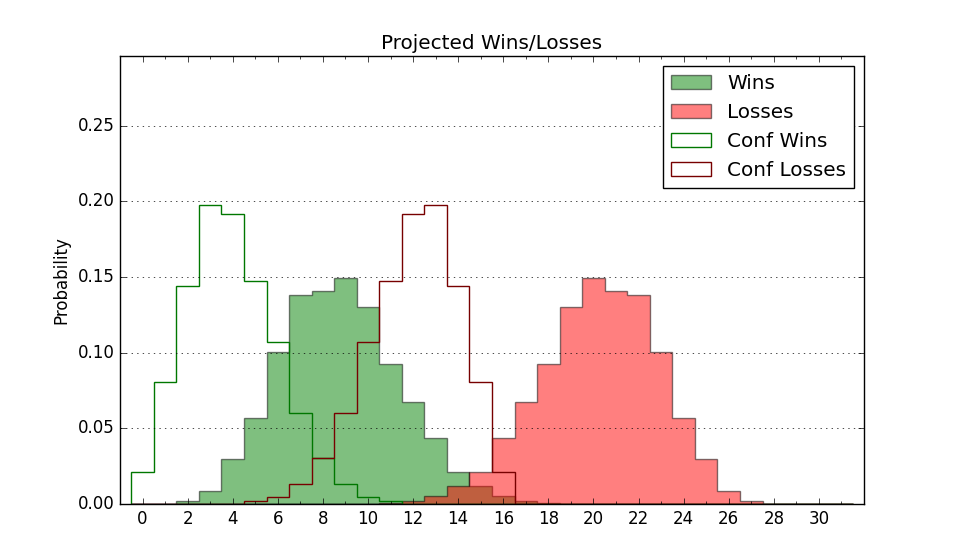 Projected Wins/Losses
Wins
Losses
Conf Wins
Conf Losses
Probability
0.25
0.20
0.15
0.10
0.05
0.00
0 2 4 6 8 10 12 14 16 18 20 22 24 26 28 30